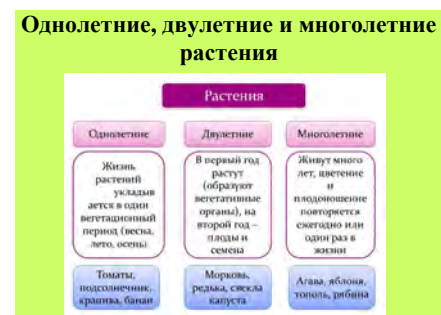 Однолетние, двулетние и многолетние
растения
Растения
Однолетние
Двулетние
Многолетние
Жизнь
растений
укладыв
ается в один
вегетационный
период (весна,
лето, осень)
В первый год
растут
(образуют
вегетативные
органы), на
второй год –
плоды и
семена
Живут много
лет, цветение
и
плодоношение
повторяется
ежегодно или
один раз в
жизни
Томаты,
подсолнечник,
крапива, банан
Морковь,
редька, свекла
капуста
Агава, яблоня,
тополь, рябина